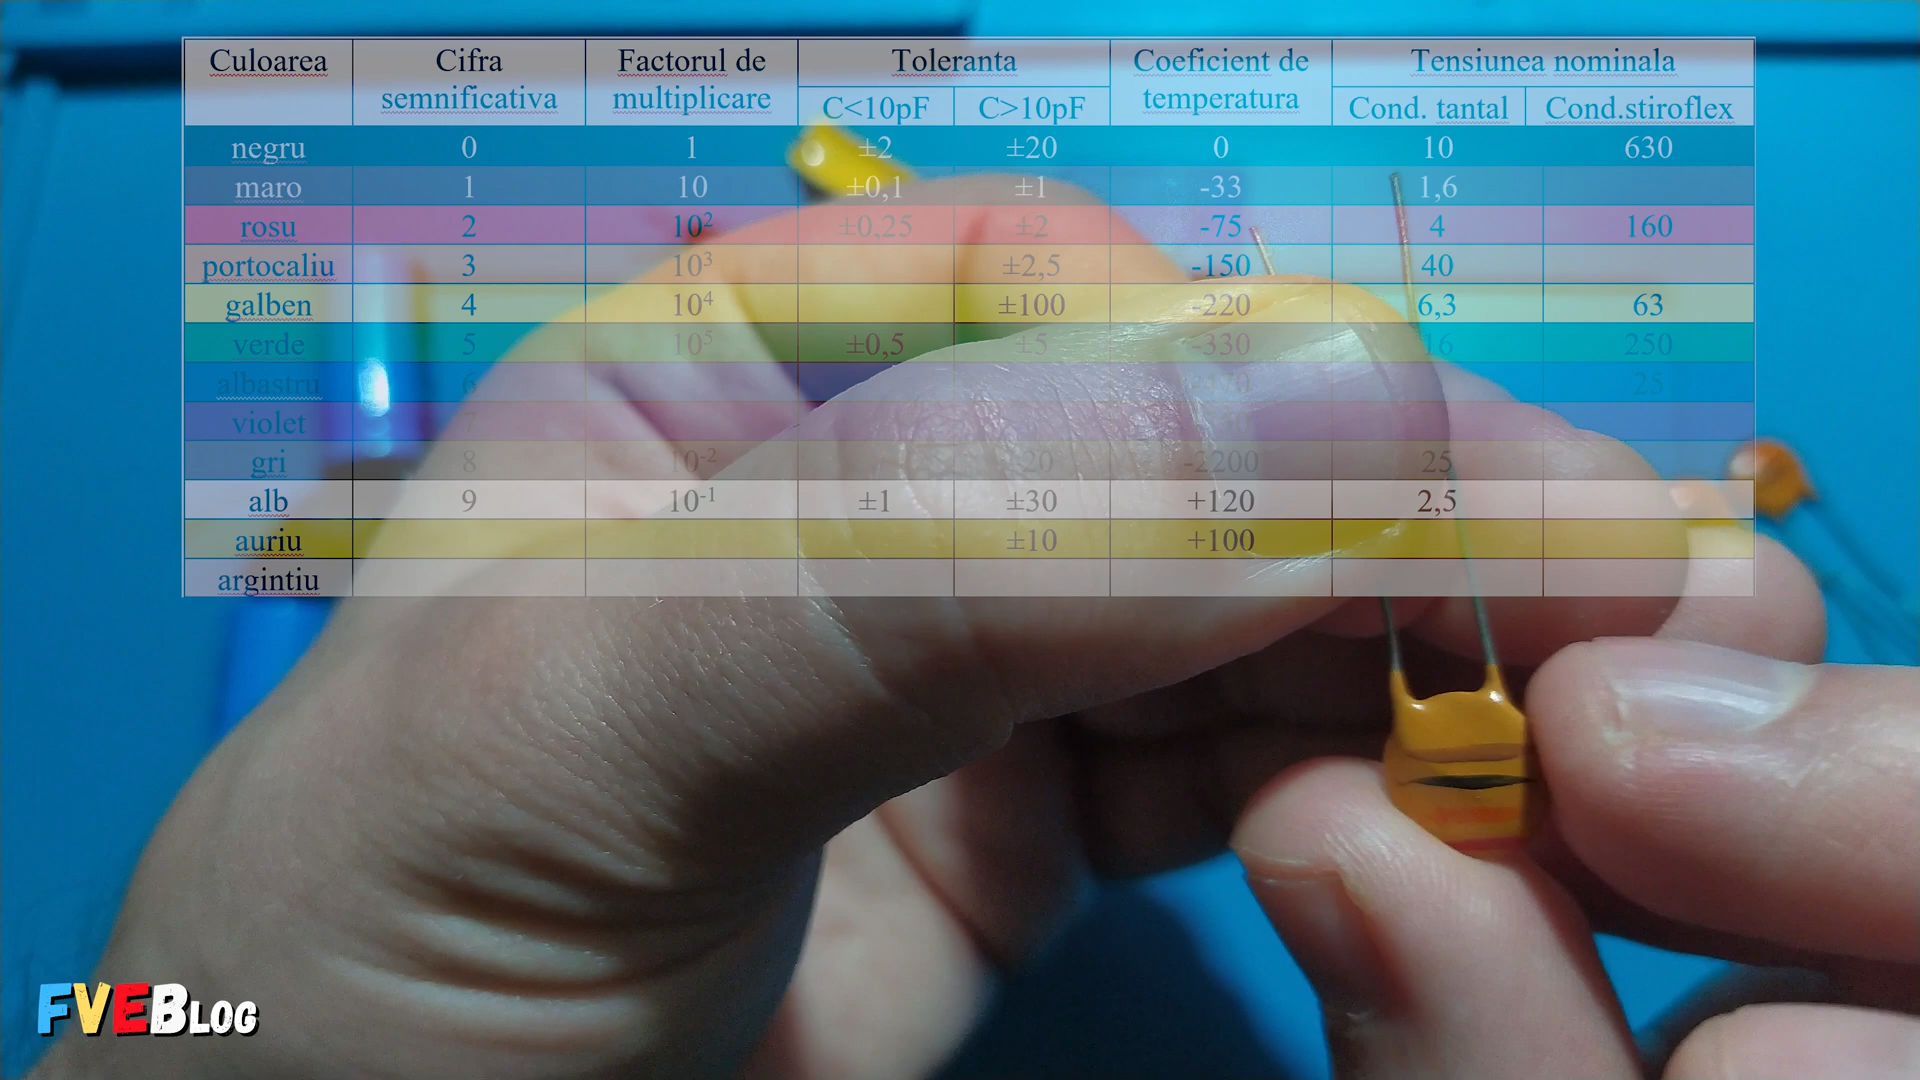 Culoarea Cifra semnificativa Factorul de multiplicare Toleranta Coeficient de temperatura Tensiunea nominala
C<10pF C>10pF Cond. tantal Cond.stiroflex
negru 0 1 ±2 ±20 0 10 630
maro 1 10 ±0,1 ±1 -33 1,6
rosu 2 10² ±0,25 ±2 -75 4 160
portocaliu 3 10³ ±2,5 -150 40
galben 4 10⁴ ±100 -220 6,3 63
verde 5 10⁵ ±0,5 ±5 -330 16 250
albastru 6 25
violet 7
gri 8 10⁻² -2200 25
alb 9 10⁻¹ ±1 ±30 +120 2,5
auriu ±10 +100
argintiu
FVEBLOG